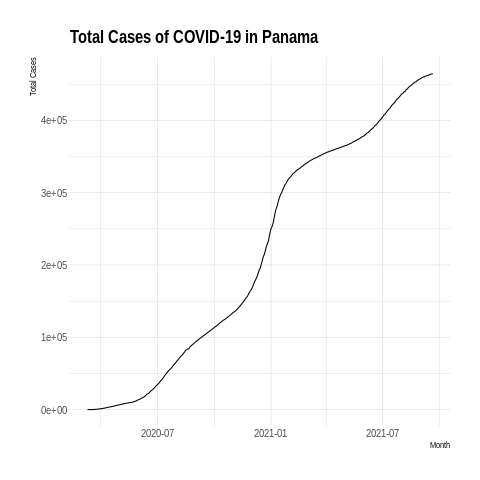 Total Cases of COVID-19 in Panama
Total Cases
4e+05
3e+05
2e+05
1e+05
0e+00
2020-07 2021-01 2021-07
Month